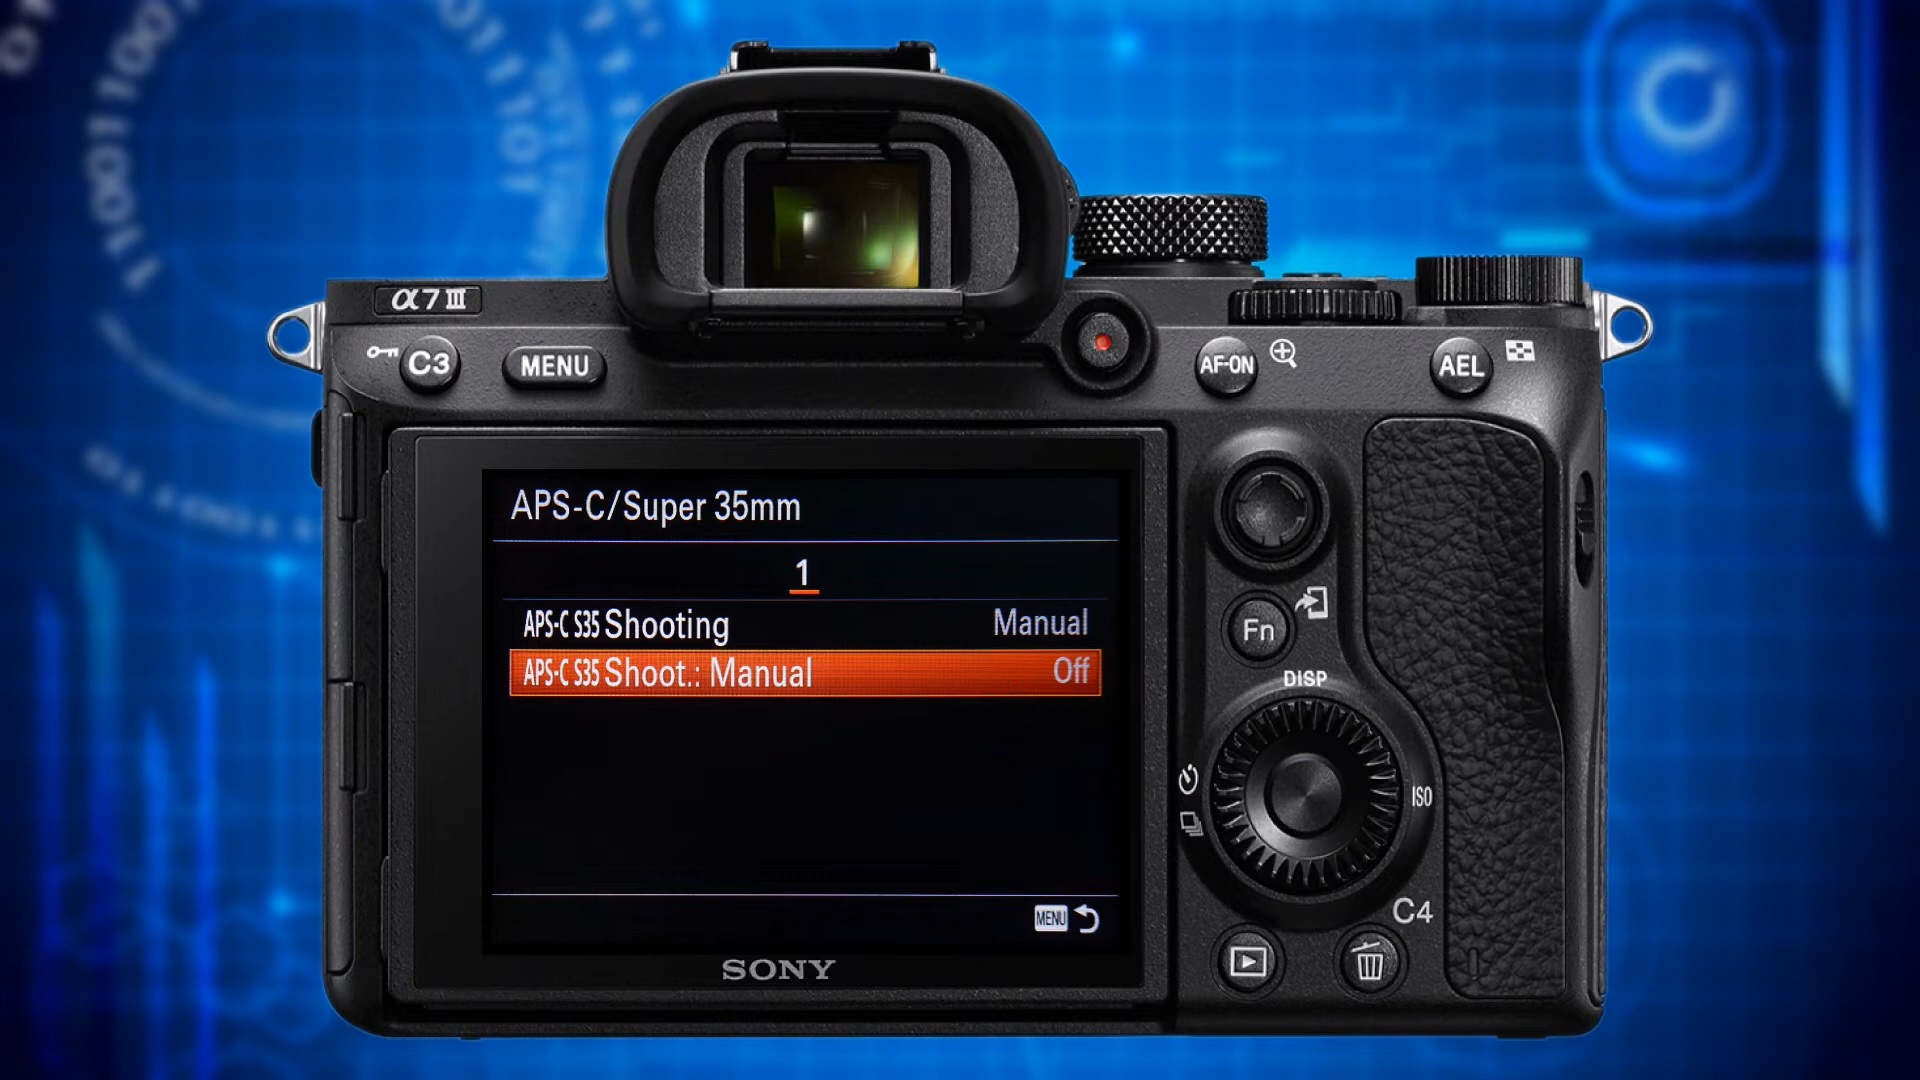 α7 III
C3
MENU
AF-ON
AEL
APS-C/Super 35mm
1
APS-C S35 Shooting Manual
APS-C S35 Shoot.: Manual Off
Fn
DISP
ISO
MENU
C4
SONY